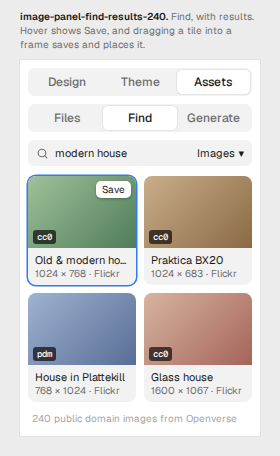 image-panel-find-results-240. Find, with results.
Hover shows Save, and dragging a tile into a
frame saves and places it.
Design Theme Assets
Files Find Generate
modern house Images ▾
Save
cc0 cc0
Old & modern ho... Praktica BX20
1024 × 768 · Flickr 1024 × 683 · Flickr
pdm cc0
House in Plattekill Glass house
768 × 1024 · Flickr 1600 × 1067 · Flickr
240 public domain images from Openverse